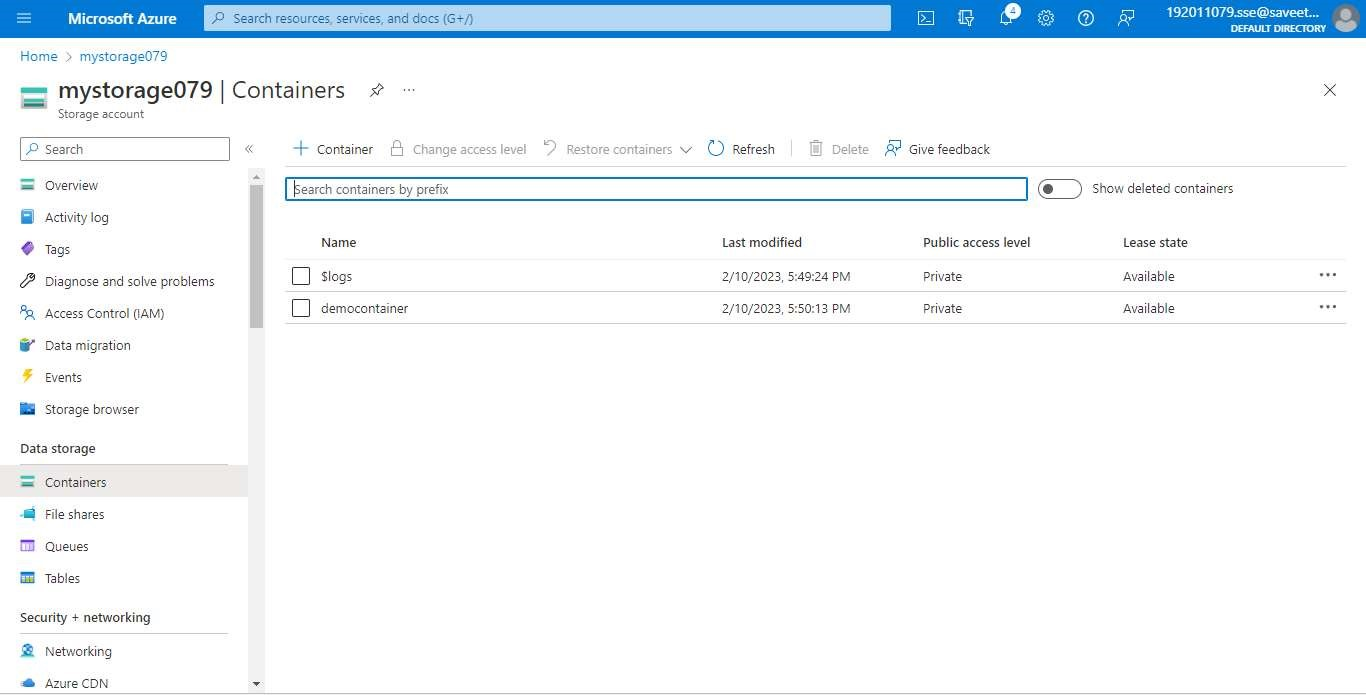 Microsoft Azure
Search resources, services, and docs (G+/)
4
192011079.sse@saveet...
DEFAULT DIRECTORY
Home > mystorage079
mystorage079 | Containers
Storage account
Search
Overview
Activity log
Tags
Diagnose and solve problems
Access Control (IAM)
Data migration
Events
Storage browser
Data storage
Containers
File shares
Queues
Tables
Security + networking
Networking
Azure CDN
Container Change access level Restore containers Refresh Delete Give feedback
Search containers by prefix
Show deleted containers
Name Last modified Public access level Lease state
$logs 2/10/2023, 5:49:24 PM Private Available
democontainer 2/10/2023, 5:50:13 PM Private Available